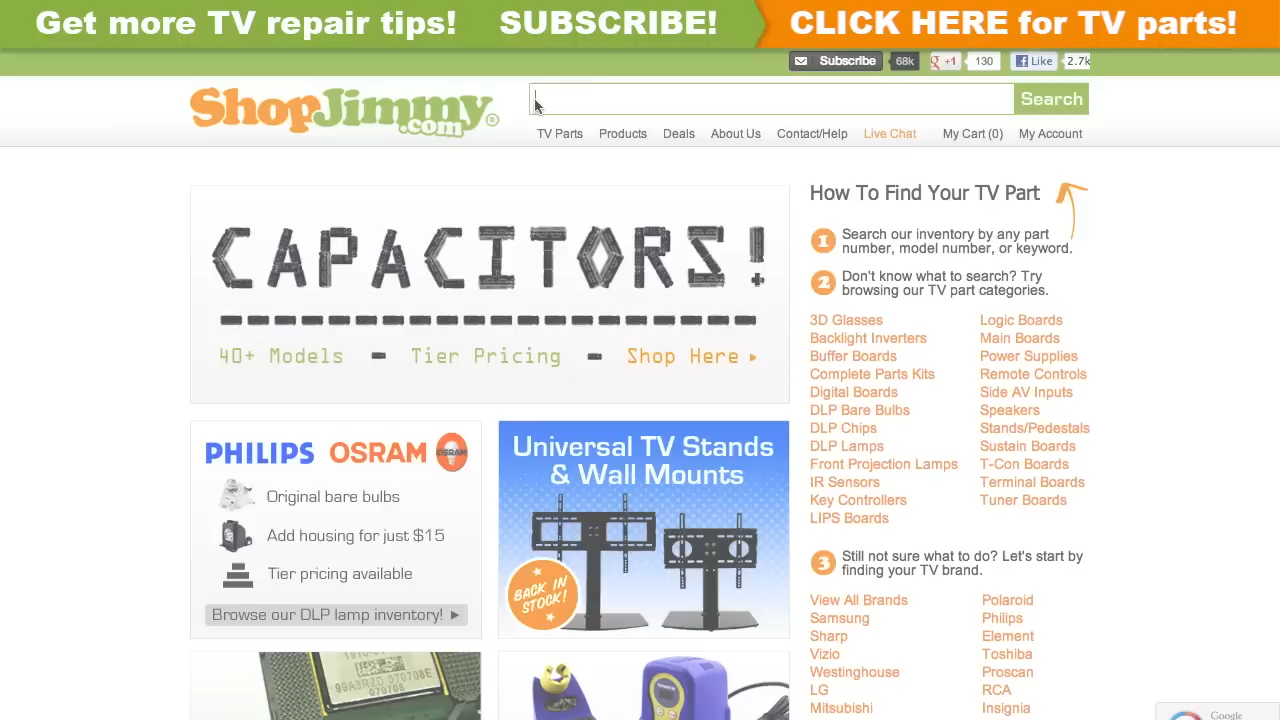 Get more TV repair tips! SUBSCRIBE! CLICK HERE for TV parts!
Subscribe 68k +1 130 Like 2.7k
ShopJimmy.com®
Search
TV Parts Products Deals About Us Contact/Help Live Chat My Cart (0) My Account
CAPACITORS!
40+ Models - Tier Pricing - Shop Here
PHILIPS OSRAM OSRAM
Original bare bulbs
Add housing for just $15
Tier pricing available
Browse our DLP lamp inventory!
Universal TV Stands
& Wall Mounts
BACK IN
STOCK!
How To Find Your TV Part
1 Search our inventory by any part
number, model number, or keyword.
2 Don't know what to search? Try
browsing our TV part categories.
3D Glasses Logic Boards
Backlight Inverters Main Boards
Buffer Boards Power Supplies
Complete Parts Kits Remote Controls
Digital Boards Side AV Inputs
DLP Bare Bulbs Speakers
DLP Chips Stands/Pedestals
DLP Lamps Sustain Boards
Front Projection Lamps T-Con Boards
IR Sensors Terminal Boards
Key Controllers Tuner Boards
LIPS Boards
3 Still not sure what to do? Let's start by
finding your TV brand.
View All Brands Polaroid
Samsung Philips
Sharp Element
Vizio Toshiba
Westinghouse Proscan
LG RCA
Mitsubishi Insignia
Google